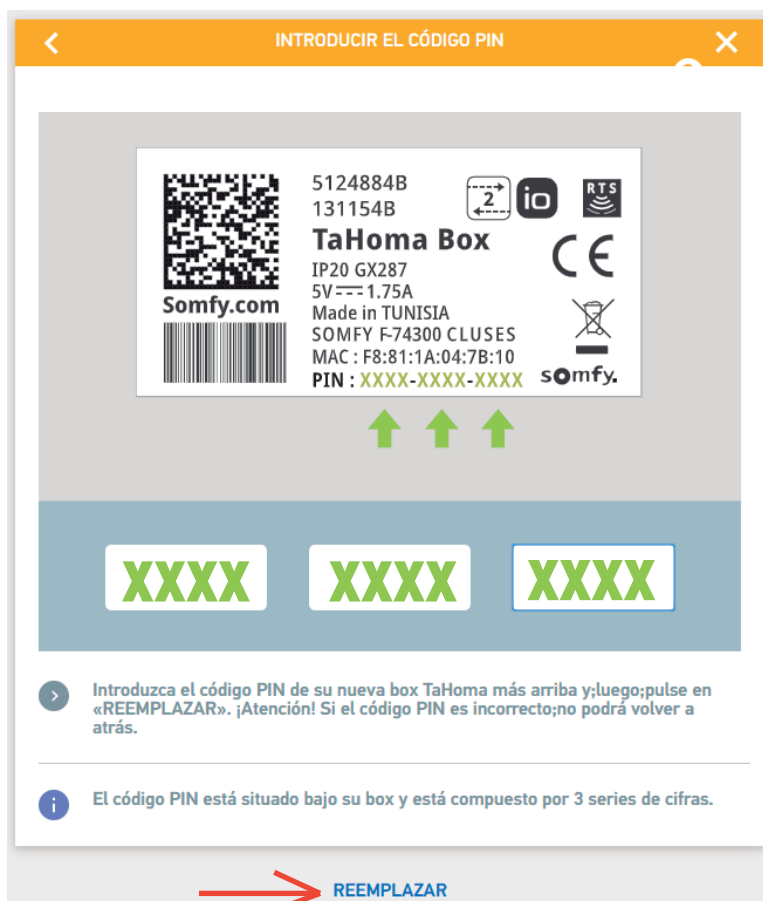 INTRODUCIR EL CÓDIGO PIN
5124884B
131154B
2
io
RTS
TaHoma Box
IP20 GX287
CE
5V 1.75A
Somfy.com
Made in TUNISIA
SOMFY F-74300 CLUSES
MAC : F8:81:1A:04:7B:10
PIN : XXXX-XXXX-XXXX
somfy.
XXXX XXXX XXXX
Introduzca el código PIN de su nueva box TaHoma más arriba y;luego;pulse en
«REEMPLAZAR». ¡Atención! Si el código PIN es incorrecto;no podrá volver a
atrás.
El código PIN está situado bajo su box y está compuesto por 3 series de cifras.
REEMPLAZAR